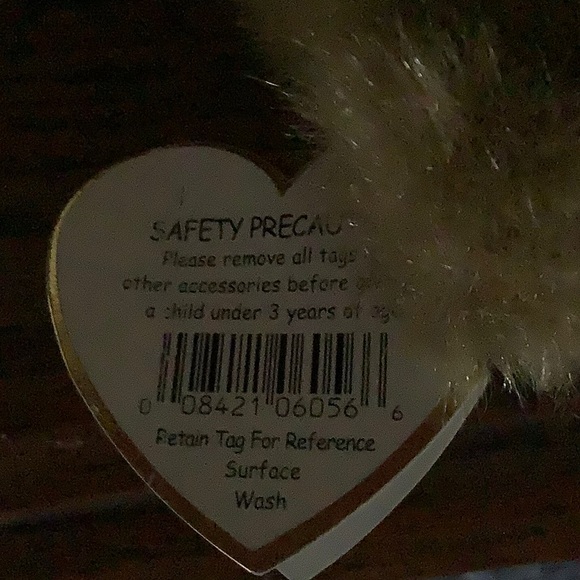 SAFETY PRECAU
Please remove all tags
other accessories before
a child under 3 years of age
0 08421 06056 6
Retain Tag For Reference
Surface
Wash